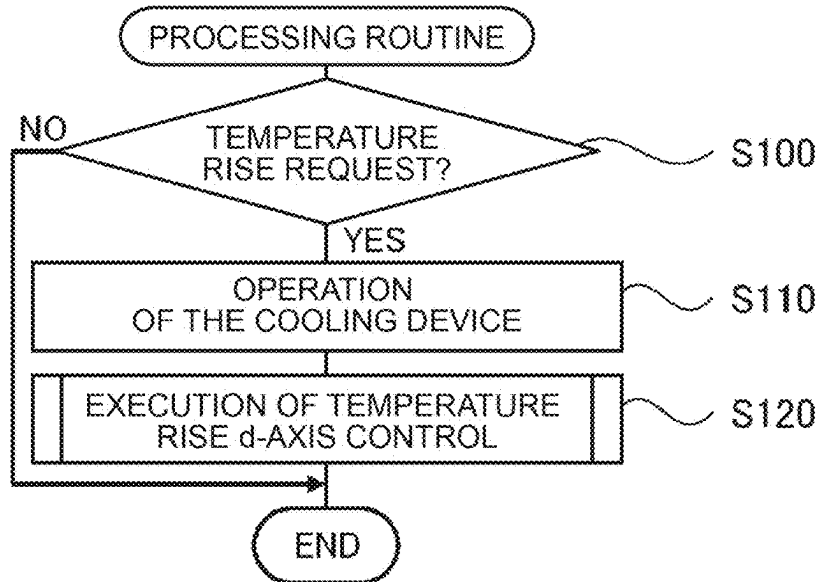 PROCESSING ROUTINE
NO
TEMPERATURE
RISE REQUEST?
S100
YES
OPERATION
OF THE COOLING DEVICE
S110
EXECUTION OF TEMPERATURE
RISE d-AXIS CONTROL
S120
END